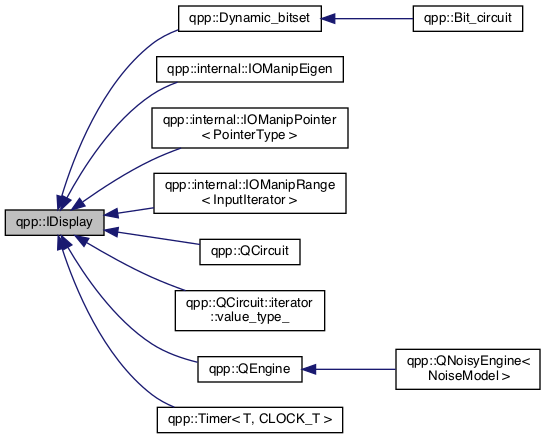 qpp::Dynamic_bitset
qpp::Bit_circuit
qpp::internal::IOManipEigen
qpp::internal::IOManipPointer
< PointerType >
qpp::internal::IOManipRange
< InputIterator >
qpp::IDisplay
qpp::QCircuit
qpp::QCircuit::iterator
::value_type_
qpp::QEngine
qpp::QNoisyEngine<
NoiseModel >
qpp::Timer< T, CLOCK_T >